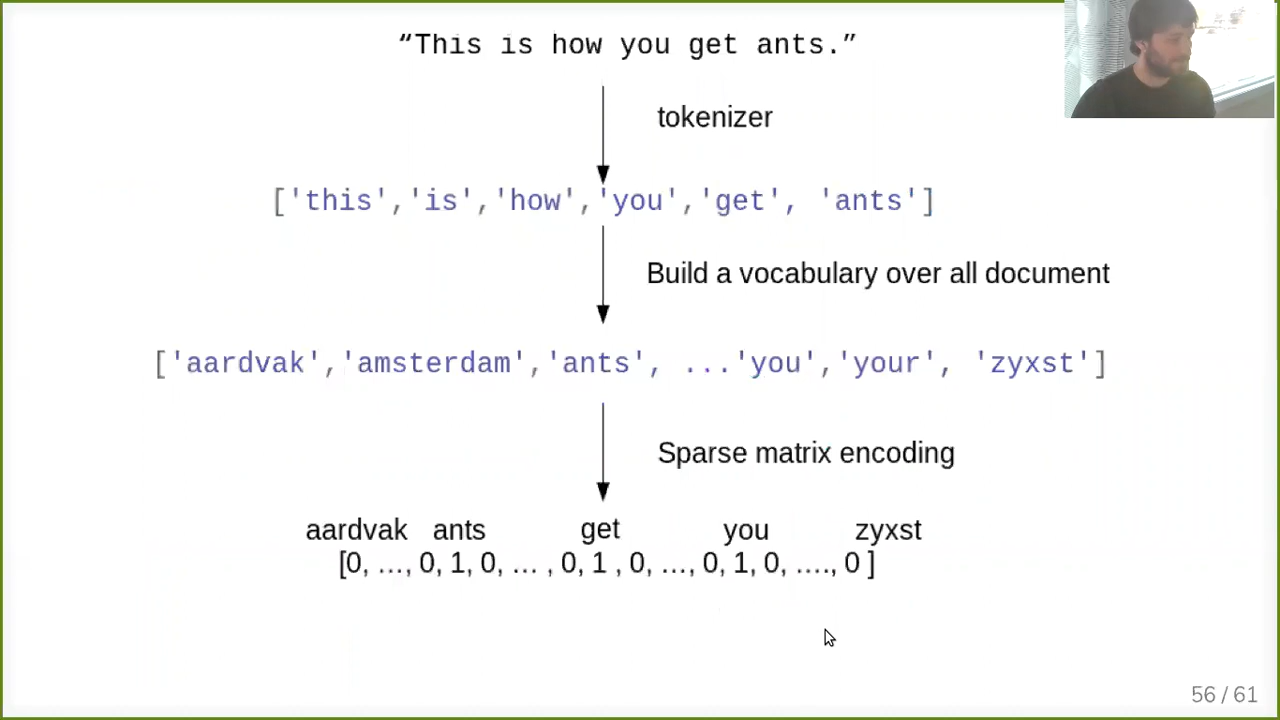 “This is how you get ants.”
tokenizer
['this','is','how','you','get', 'ants']
Build a vocabulary over all document
['aardvak','amsterdam','ants', ...'you','your', 'zyxst']
Sparse matrix encoding
aardvak ants get you zyxst
[0, …, 0, 1, 0, … , 0, 1 , 0, …, 0, 1, 0, …., 0 ]
56 / 61